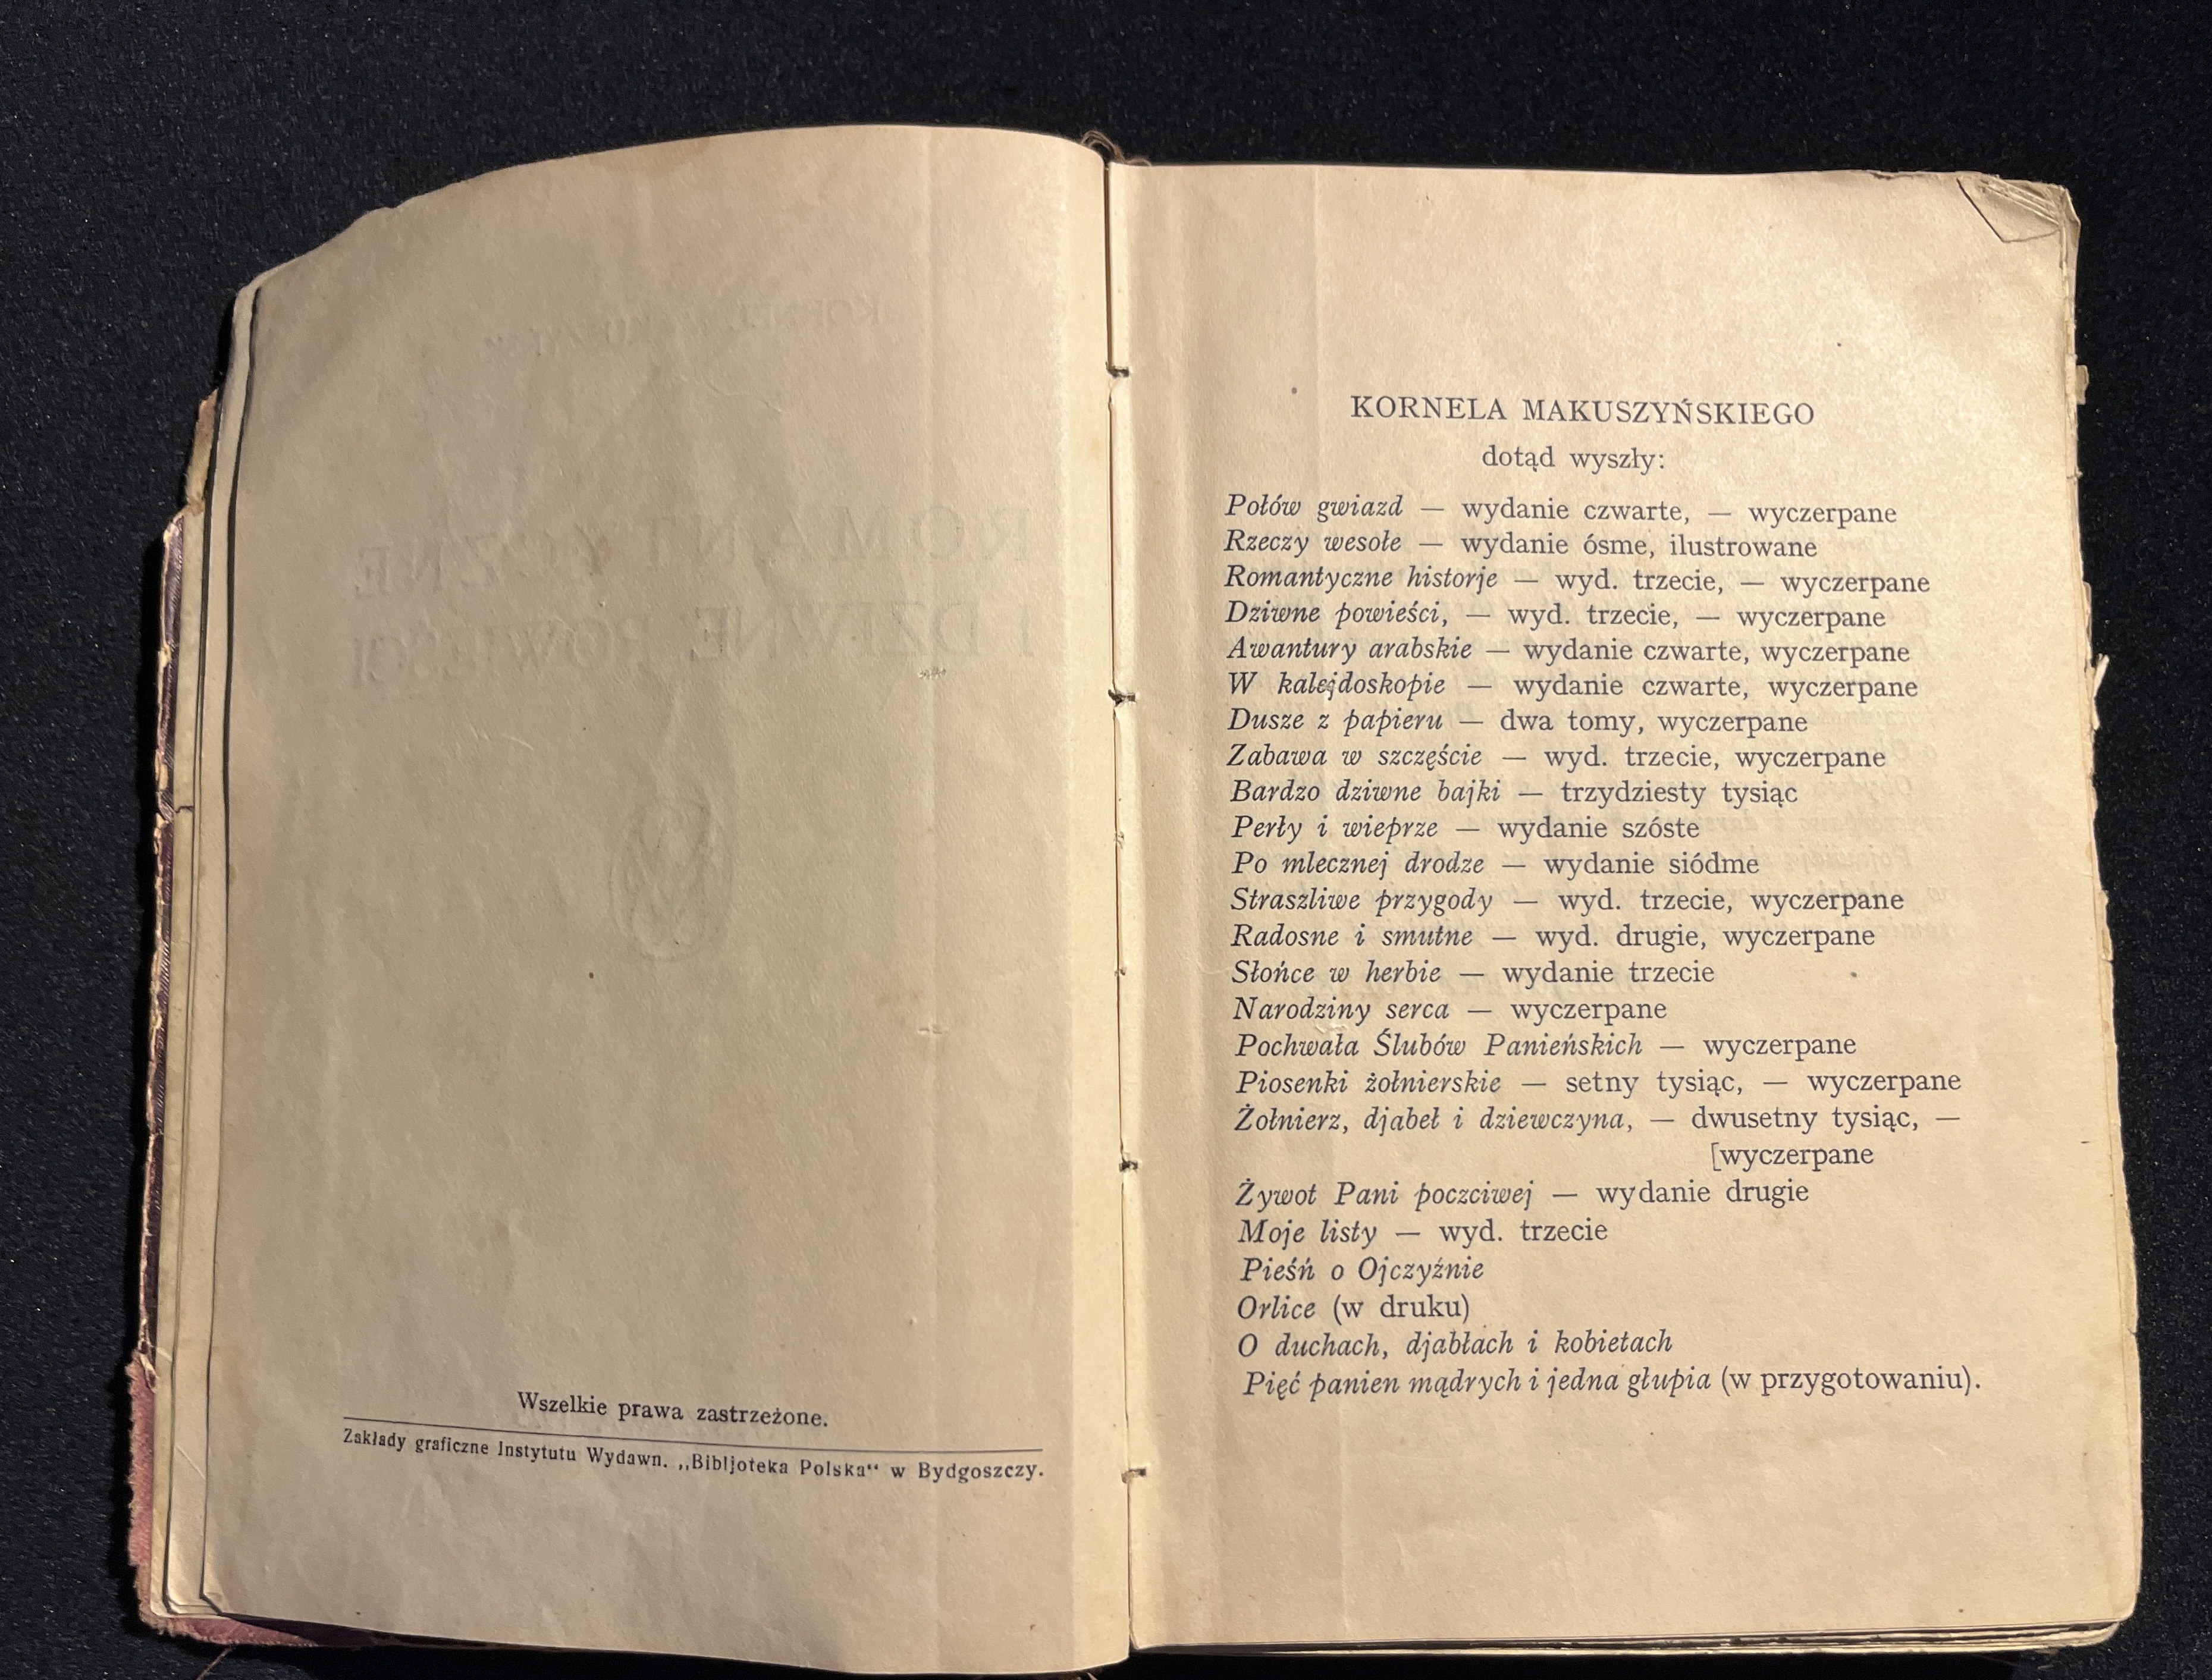 Wszelkie prawa zastrzeżone.
Zakłady graficzne Instytutu Wydawn. „Bibljoteka Polska“ w Bydgoszczy.
KORNELA MAKUSZYŃSKIEGO
dotąd wyszły:
Połów gwiazd — wydanie czwarte, — wyczerpane
Rzeczy wesołe — wydanie ósme, ilustrowane
Romantyczne historje — wyd. trzecie, — wyczerpane
Dziwne powieści, — wyd. trzecie, — wyczerpane
Awantury arabskie — wydanie czwarte, wyczerpane
W kalejdoskopie — wydanie czwarte, wyczerpane
Dusze z papieru — dwa tomy, wyczerpane
Zabawa w szczęście — wyd. trzecie, wyczerpane
Bardzo dziwne bajki — trzydziesty tysiąc
Perły i wieprze — wydanie szóste
Po mlecznej drodze — wydanie siódme
Straszliwe przygody — wyd. trzecie, wyczerpane
Radosne i smutne — wyd. drugie, wyczerpane
Słońce w herbie — wydanie trzecie
Narodziny serca — wyczerpane
Pochwała Ślubów Panieńskich — wyczerpane
Piosenki żołnierskie — setny tysiąc, — wyczerpane
Żołnierz, djabeł i dziewczyna, — dwusetny tysiąc, —
[wyczerpane
Żywot Pani poczciwej — wydanie drugie
Moje listy — wyd. trzecie
Pieśń o Ojczyźnie
Orlice (w druku)
O duchach, djabłach i kobietach
Pięć panien mądrych i jedna głupia (w przygotowaniu).